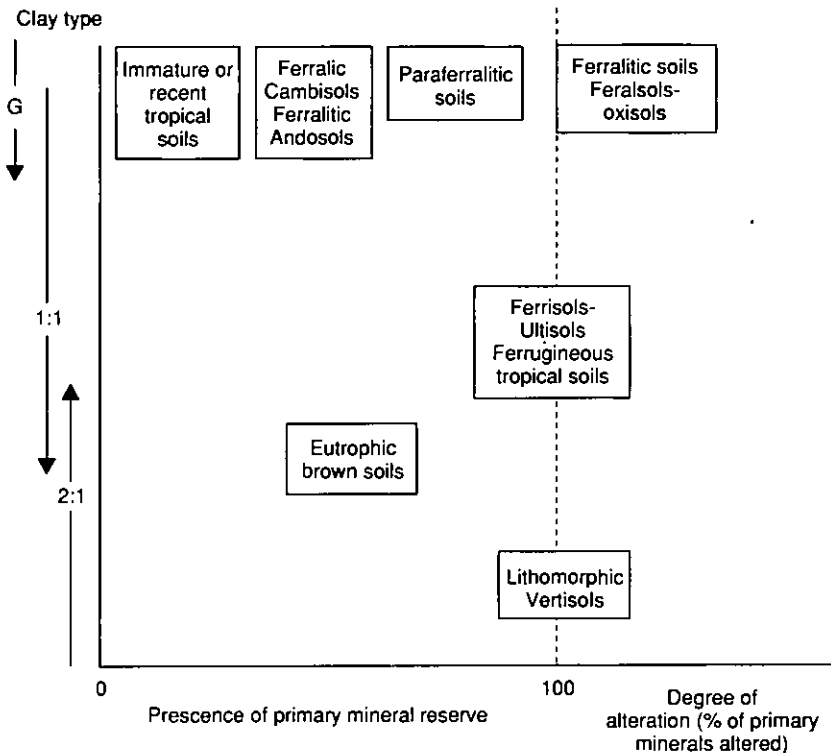 Clay type
G
1:1
2:1
Immature or
recent
tropical
soils
Ferralic
Cambisols
Ferralitic
Andosols
Paraferralitic
soils
Ferralitic soils
Feralsols-
oxisols
Ferrisols-
Ultisols
Ferrugineous
tropical soils
Eutrophic
brown soils
Lithomorphic
Vertisols
0
100
Prescence of primary mineral reserve
Degree of
alteration (% of primary
minerals altered)